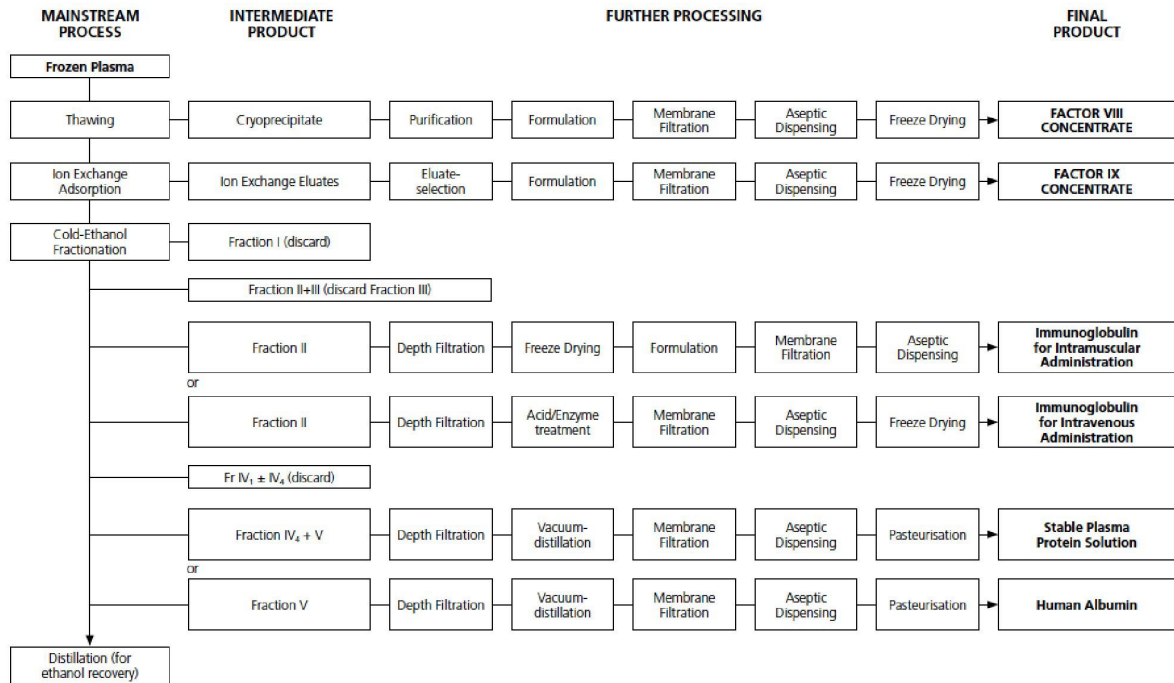 MAINSTREAM
PROCESS
INTERMEDIATE
PRODUCT
FURTHER PROCESSING
FINAL
PRODUCT
Frozen Plasma
Thawing
Cryoprecipitate
Purification
Formulation
Membrane
Filtration
Aseptic
Dispensing
Freeze Drying
FACTOR VIII
CONCENTRATE
Ion Exchange
Adsorption
Ion Exchange Eluates
Eluate-
selection
Formulation
Membrane
Filtration
Aseptic
Dispensing
Freeze Drying
FACTOR IX
CONCENTRATE
Cold-Ethanol
Fractionation
Fraction I (discard)
Fraction II+III (discard Fraction III)
Fraction II
Depth Filtration
Freeze Drying
Formulation
Membrane
Filtration
Aseptic
Dispensing
Immunoglobulin
for Intramuscular
Administration
or
Fraction II
Depth Filtration
Acid/Enzyme
treatment
Membrane
Filtration
Aseptic
Dispensing
Freeze Drying
Immunoglobulin
for Intravenous
Administration
Fr IV₁ ± IV₄ (discard)
Fraction IV₄ + V
Depth Filtration
Vacuum-
distillation
Membrane
Filtration
Aseptic
Dispensing
Pasteurisation
Stable Plasma
Protein Solution
or
Fraction V
Depth Filtration
Vacuum-
distillation
Membrane
Filtration
Aseptic
Dispensing
Pasteurisation
Human Albumin
Distillation (for
ethanol recovery)